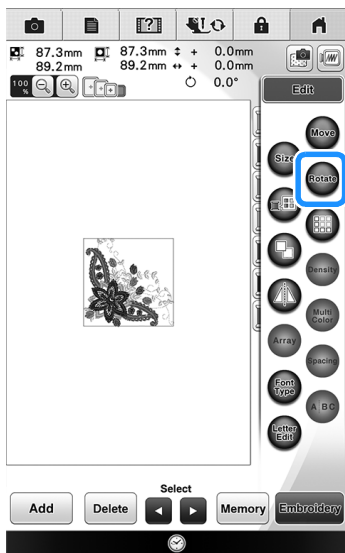 87.3mm 87.3mm + 0.0mm
89.2mm 89.2mm + 0.0mm
100 % 0.0°
Edit
Move
Size
Rotate
Density
Multi Color
Array
Spacing
Font Type
A BC
Letter Edit
Select
Add Delete Memory Embroidery